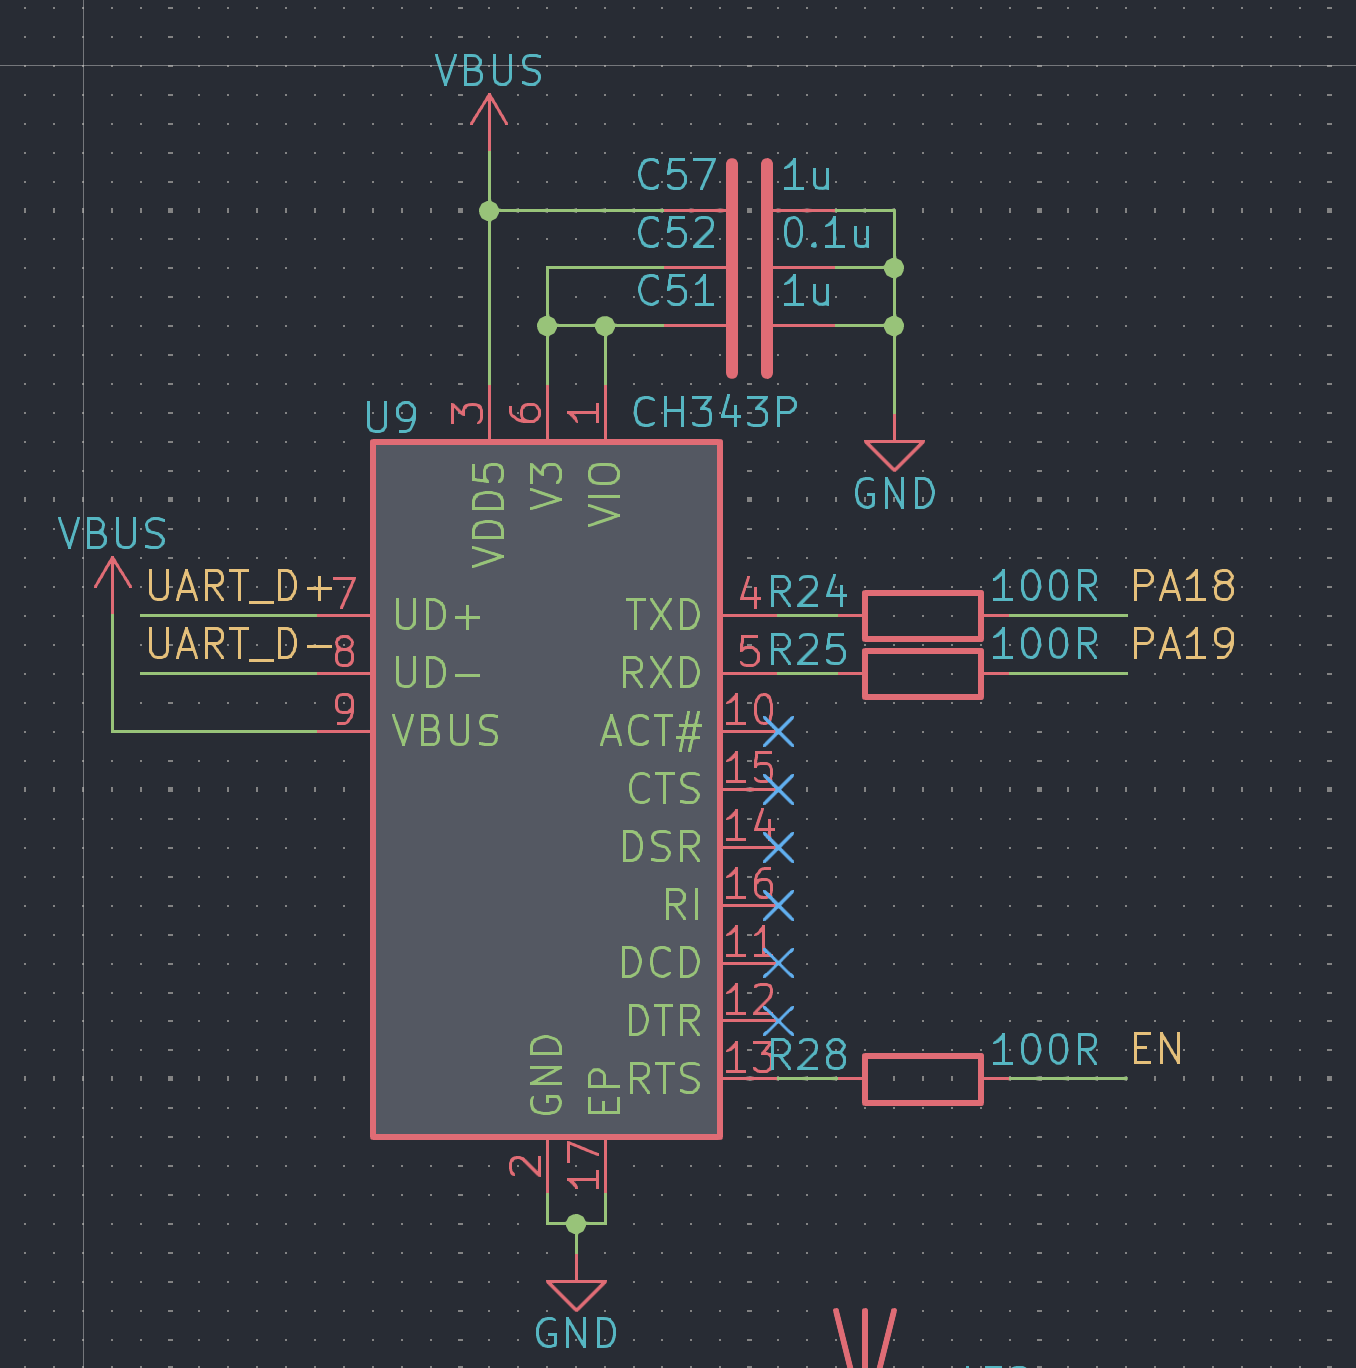 VBUS
C57 1u
C52 0.1u
C51 1u
U9 3 6 1 CH343P
VDD5 V3 VIO
GND
VBUS
UART_D+ 7 UD+ TXD 4 R24 100R PA18
UART_D- 8 UD- RXD 5 R25 100R PA19
9 VBUS ACT# 10
CTS 15
DSR 14
RI 16
DCD 11
DTR 12
GND EP RTS 13 R28 100R EN
2 17
GND